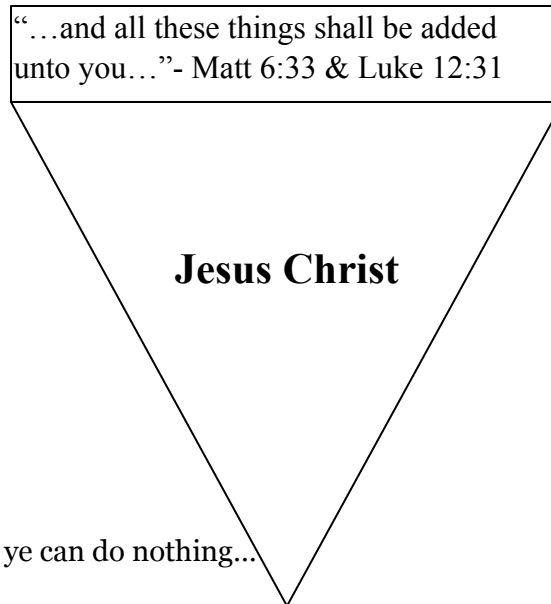 “…and all these things shall be added
unto you…”- Matt 6:33 & Luke 12:31
Jesus Christ
ye can do nothing...